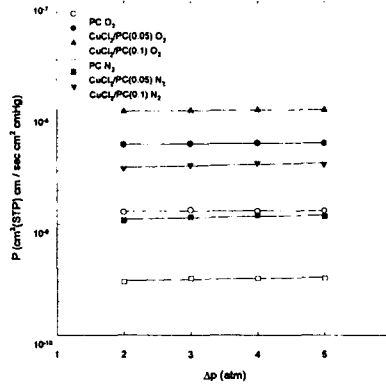 10⁻⁷
PC O₂
CuCl₂/PC(0.05) O₂
CuCl₂/PC(0.1) O₂
PC N₂
CuCl₂/PC(0.05) N₂
CuCl₂/PC(0.1) N₂
10⁻⁸
10⁻⁹
10⁻¹⁰
P (cm³(STP) cm / sec cm² cmHg)
1 2 3 4 5
Δp (atm)